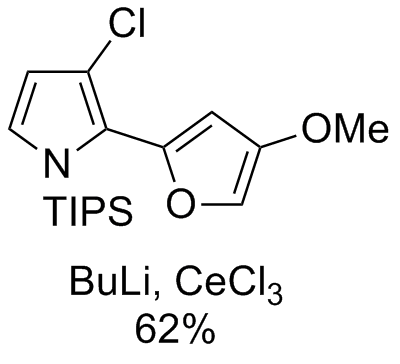 Cl
OMe
N
TIPS
O
BuLi, CeCl₃
62%